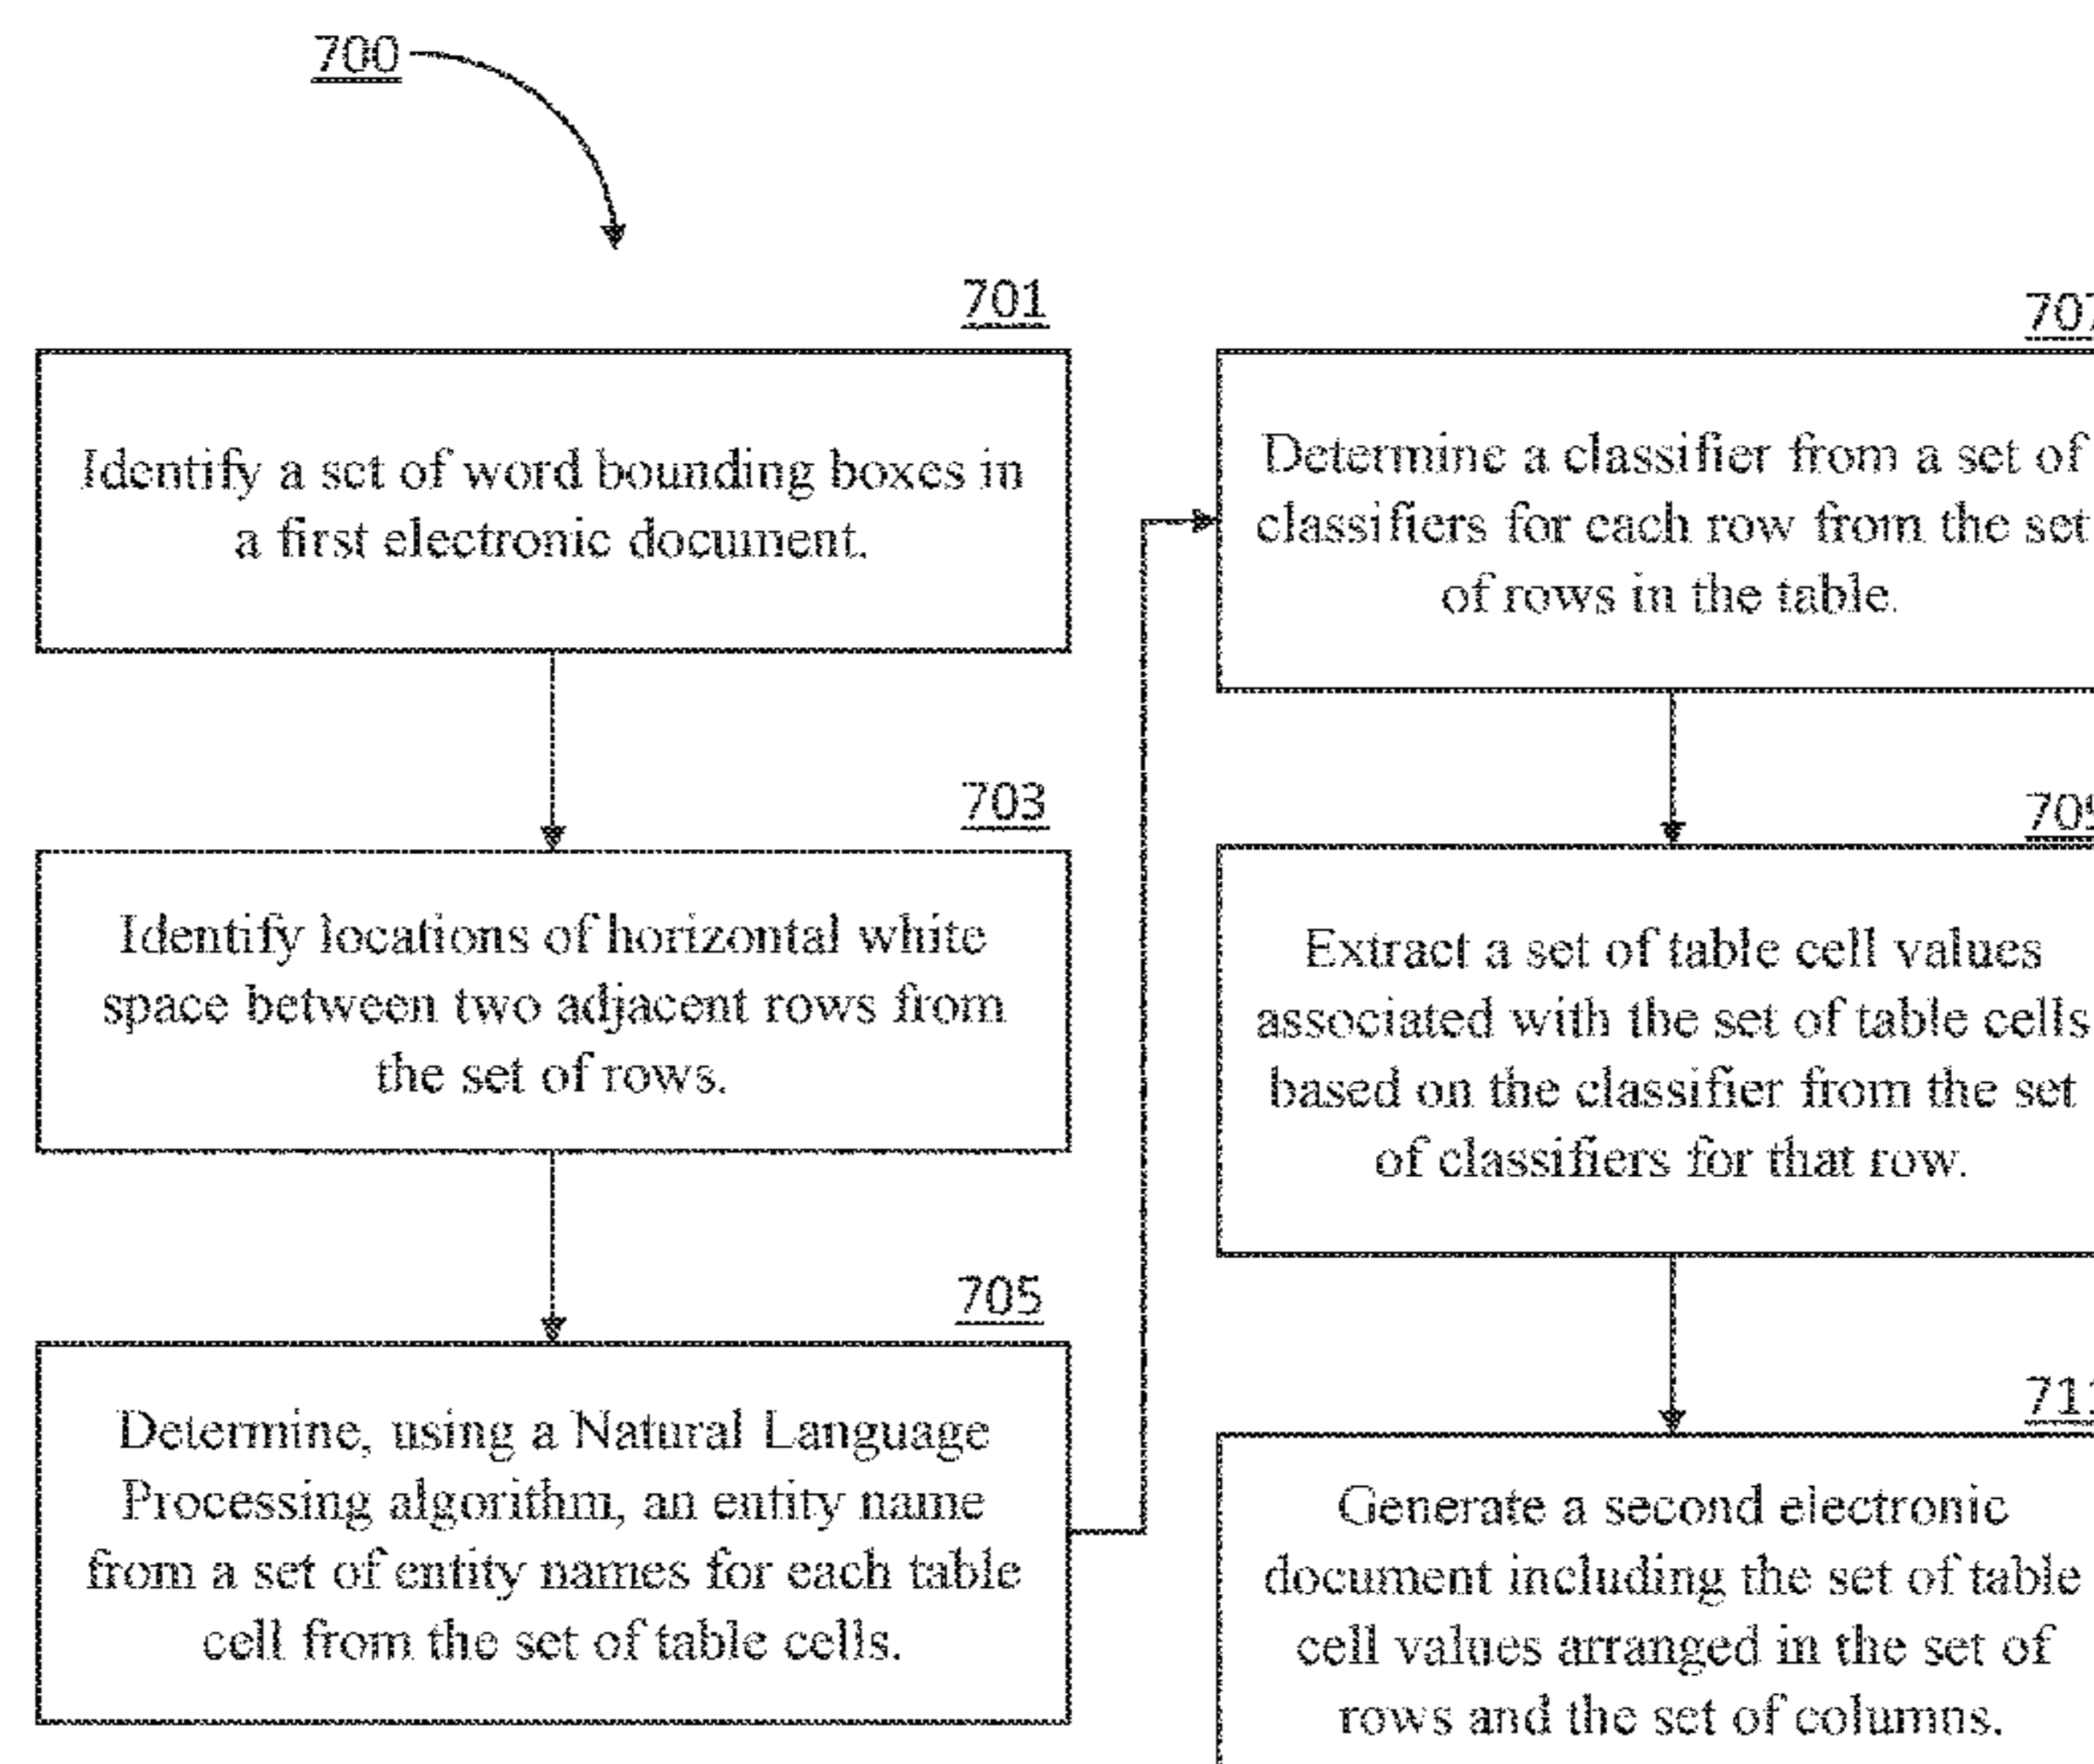 700
701
Identify a set of word bounding boxes in
a first electronic document.
703
Identify locations of horizontal white
space between two adjacent rows from
the set of rows.
705
Determine, using a Natural Language
Processing algorithm, an entity name
from a set of entity names for each table
cell from the set of table cells.
707
Determine a classifier from a set of
classifiers for each row from the set
of rows in the table.
709
Extract a set of table cell values
associated with the set of table cells
based on the classifier from the set
of classifiers for that row.
711
Generate a second electronic
document including the set of table
cell values arranged in the set of
rows and the set of columns.